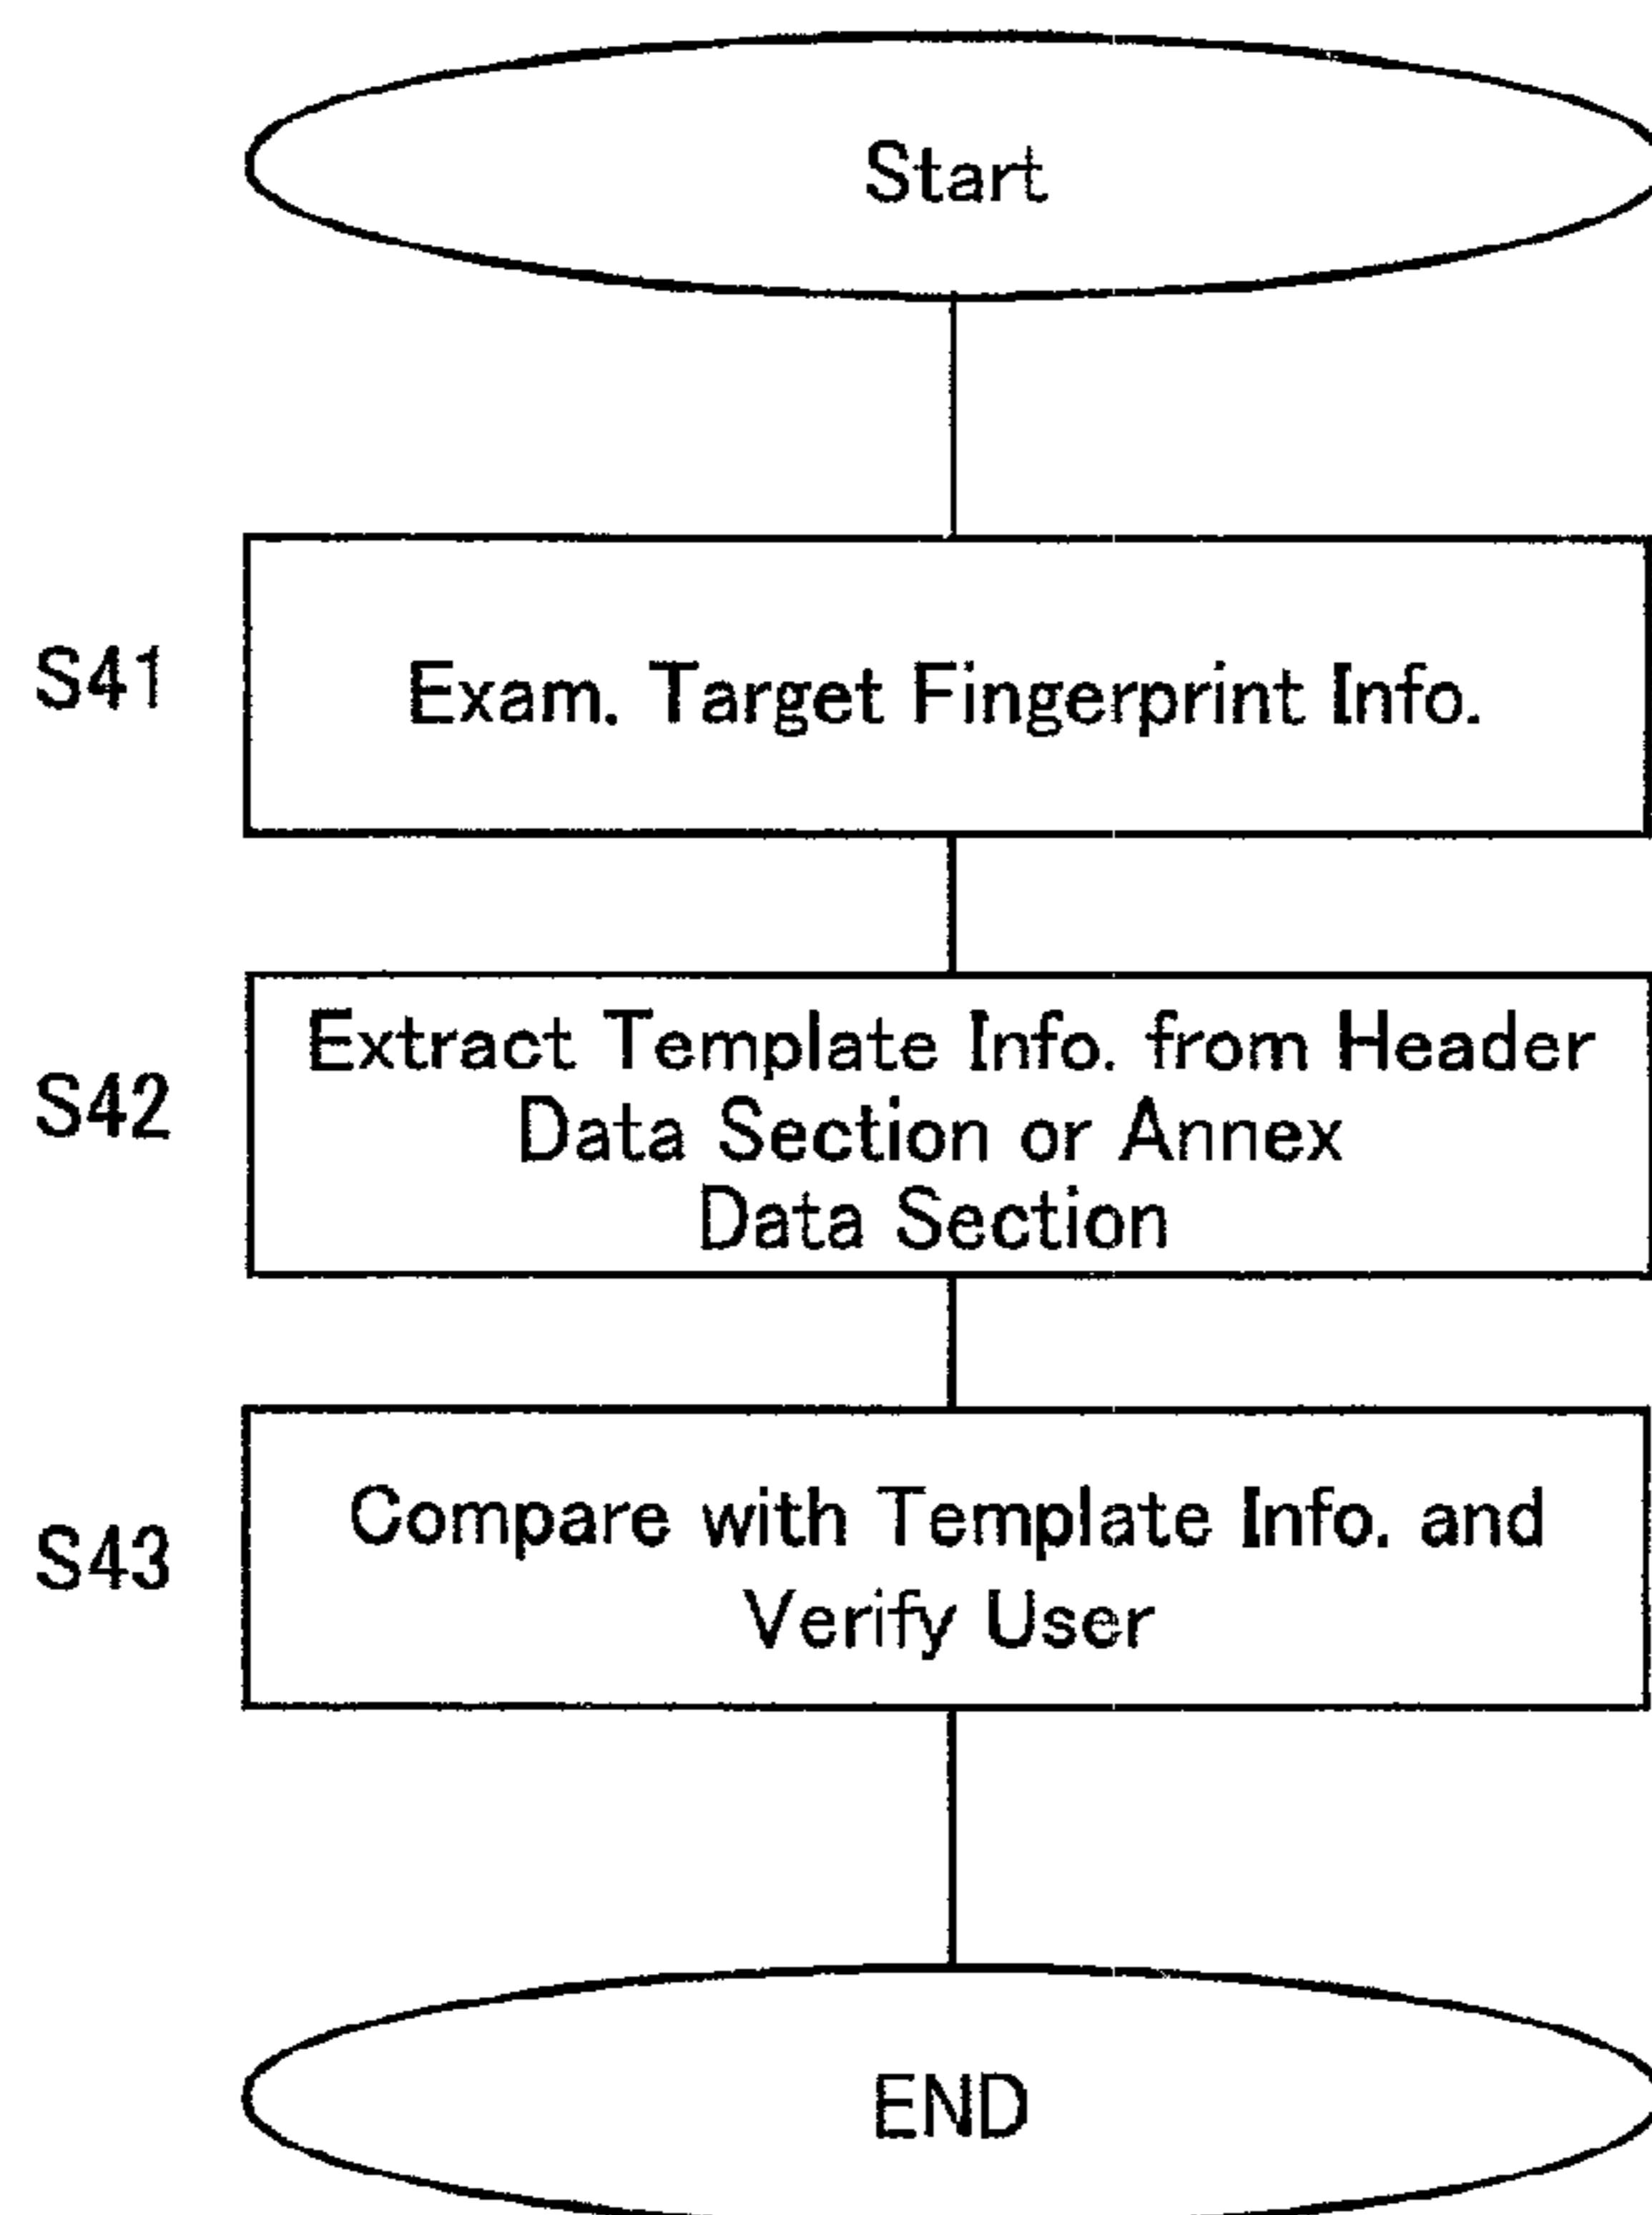 Start
S41
Exam. Target Fingerprint Info.
S42
Extract Template Info. from Header
Data Section or Annex
Data Section
S43
Compare with Template Info. and
Verify User
END